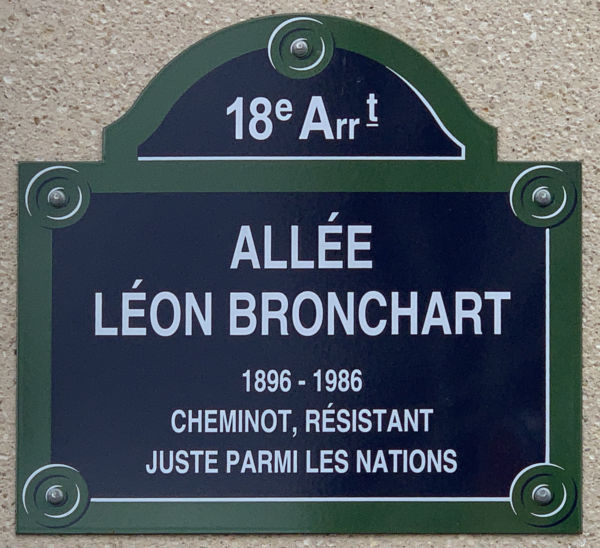 18e Arrt
ALLÉE
LÉON BRONCHART
1896 - 1986
CHEMINOT, RÉSISTANT
JUSTE PARMI LES NATIONS